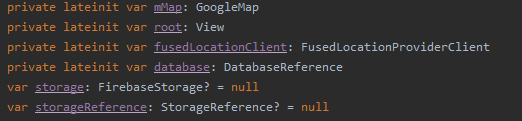 private lateinit var mMap: GoogleMap
private lateinit var root: View
private lateinit var fusedLocationClient: FusedLocationProviderClient
private lateinit var database: DatabaseReference
var storage: FirebaseStorage? = null
var storageReference: StorageReference? = null